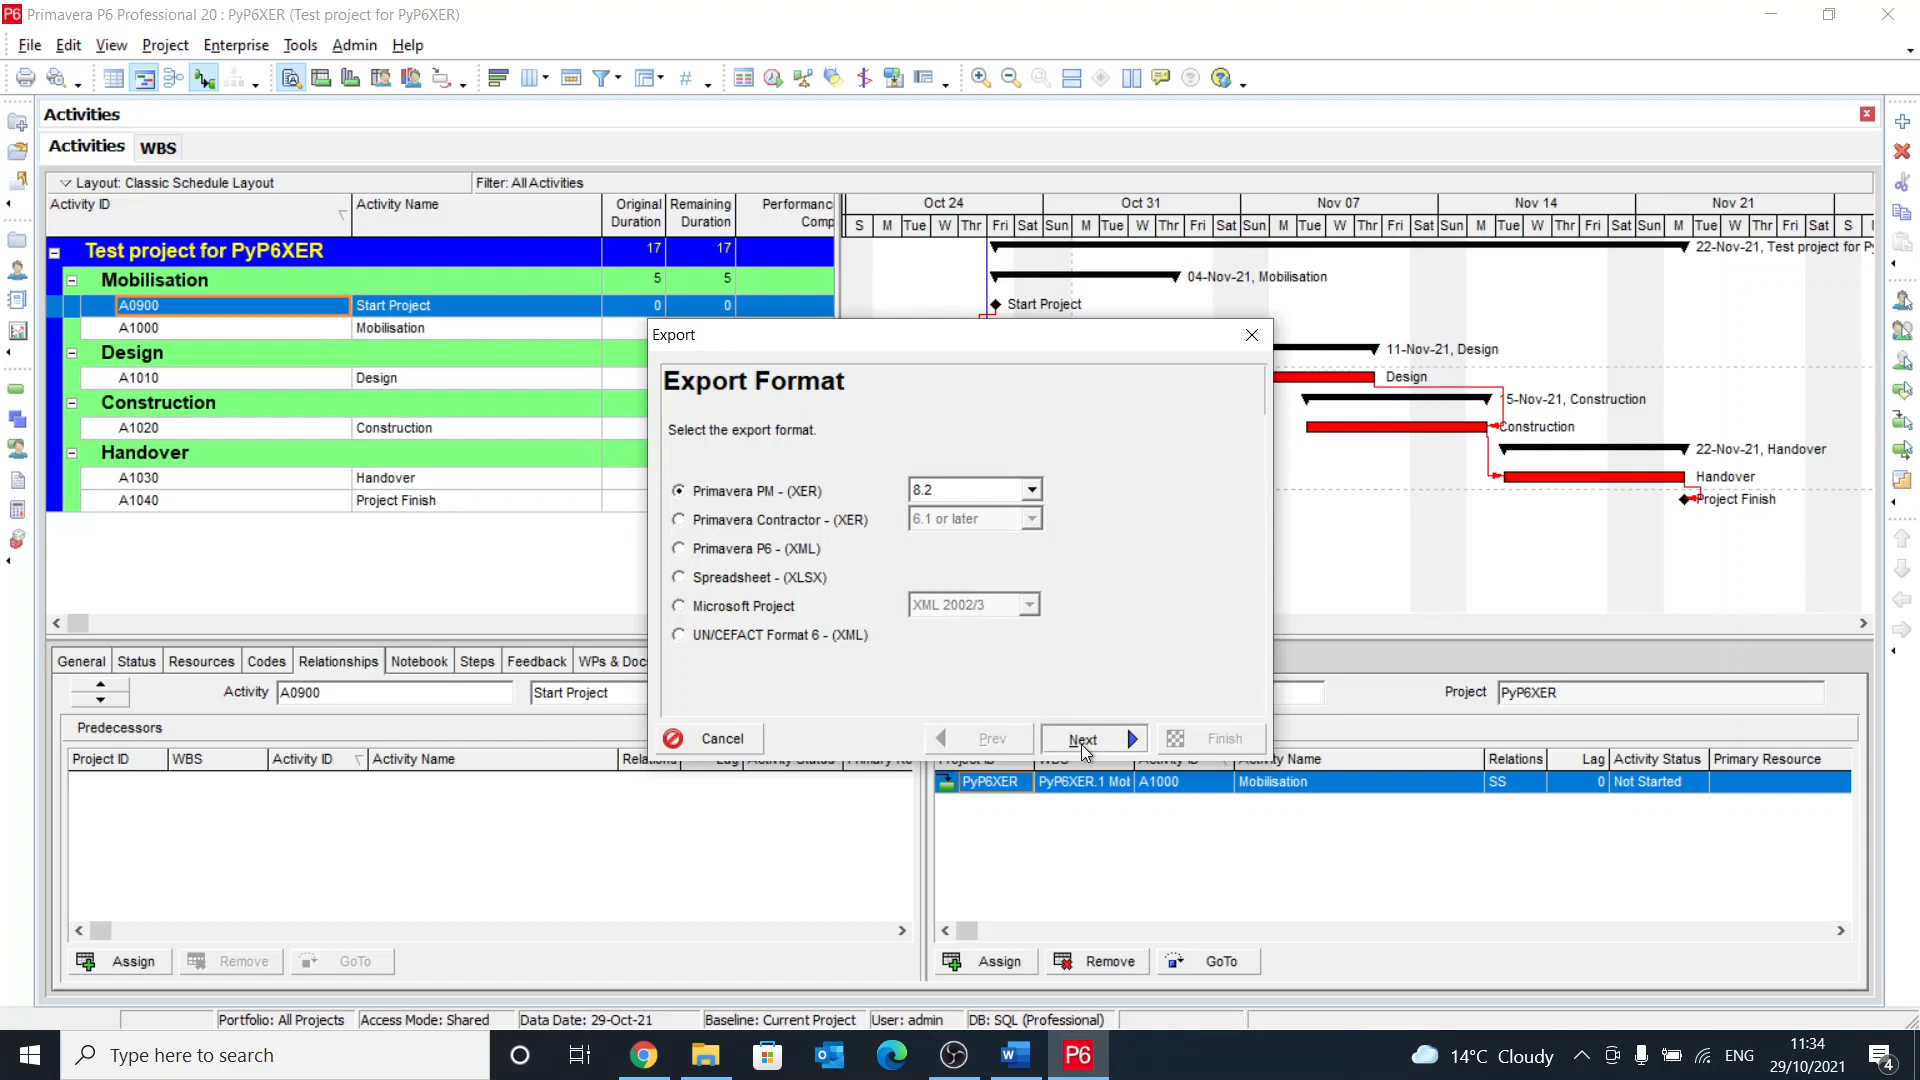 P6 Primavera P6 Professional 20 : PyP6XER (Test project for PyP6XER)
File Edit View Project Enterprise Tools Admin Help
Activities
Activities WBS
Layout: Classic Schedule Layout Filter: All Activities
Activity ID Activity Name Original Duration Remaining Duration Performanc Comp
Oct 24 Oct 31 Nov 07 Nov 14 Nov 21
S M Tue W Thr Fri Sat Sun M Tue W Thr Fri Sat Sun M Tue W Thr Fri Sat Sun M Tue W Thr Fri Sat Sun M Tue W Thr Fri Sat S
Test project for PyP6XER 17 17 22-Nov-21, Test project for
Mobilisation 5 5 04-Nov-21, Mobilisation
A0900 Start Project 0 0 Start Project
A1000 Mobilisation
Design 11-Nov-21, Design
A1010 Design Design
Construction 5-Nov-21, Construction
A1020 Construction Construction
Handover 22-Nov-21, Handover
A1030 Handover Handover
A1040 Project Finish Project Finish
Export
Export Format
Select the export format.
Primavera PM - (XER) 8.2
Primavera Contractor - (XER) 6.1 or later
Primavera P6 - (XML)
Spreadsheet - (XLSX)
Microsoft Project XML 2002/3
UN/CEFACT Format 6 - (XML)
Cancel Prev Next Finish
General Status Resources Codes Relationships Notebook Steps Feedback WPs & Doc
Activity A0900 Start Project Project PyP6XER
Predecessors
Project ID WBS Activity ID Activity Name
Activity Name Relations Lag Activity Status Primary Resource
PyP6XER PyP6XER.1 Mot A1000 Mobilisation SS 0 Not Started
Assign Remove GoTo
Assign Remove GoTo
Portfolio: All Projects Access Mode: Shared Data Date: 29-Oct-21 Baseline: Current Project User: admin DB: SQL (Professional)
Type here to search
P6
14°C Cloudy ENG 11:34
29/10/2021
4